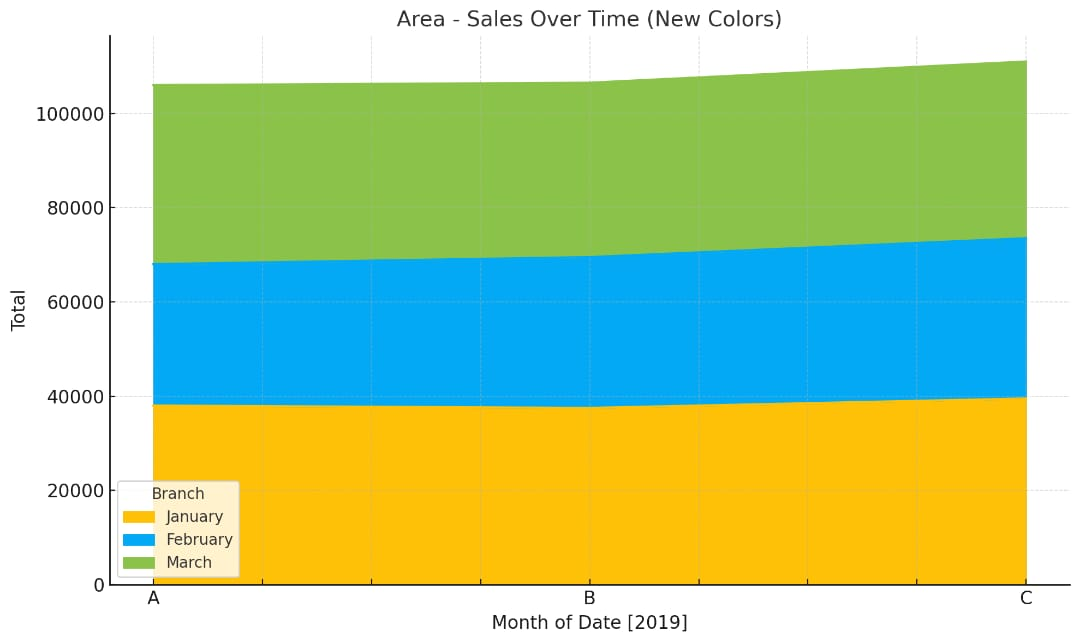 Area - Sales Over Time (New Colors)
Total
100000
80000
60000
40000
20000
0
Branch
January
February
March
A B C
Month of Date [2019]